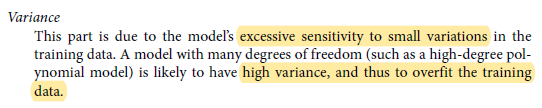 Variance
This part is due to the model's excessive sensitivity to small variations in the
training data. A model with many degrees of freedom (such as a high-degree pol-
ynomial model) is likely to have high variance, and thus to overfit the training
data.